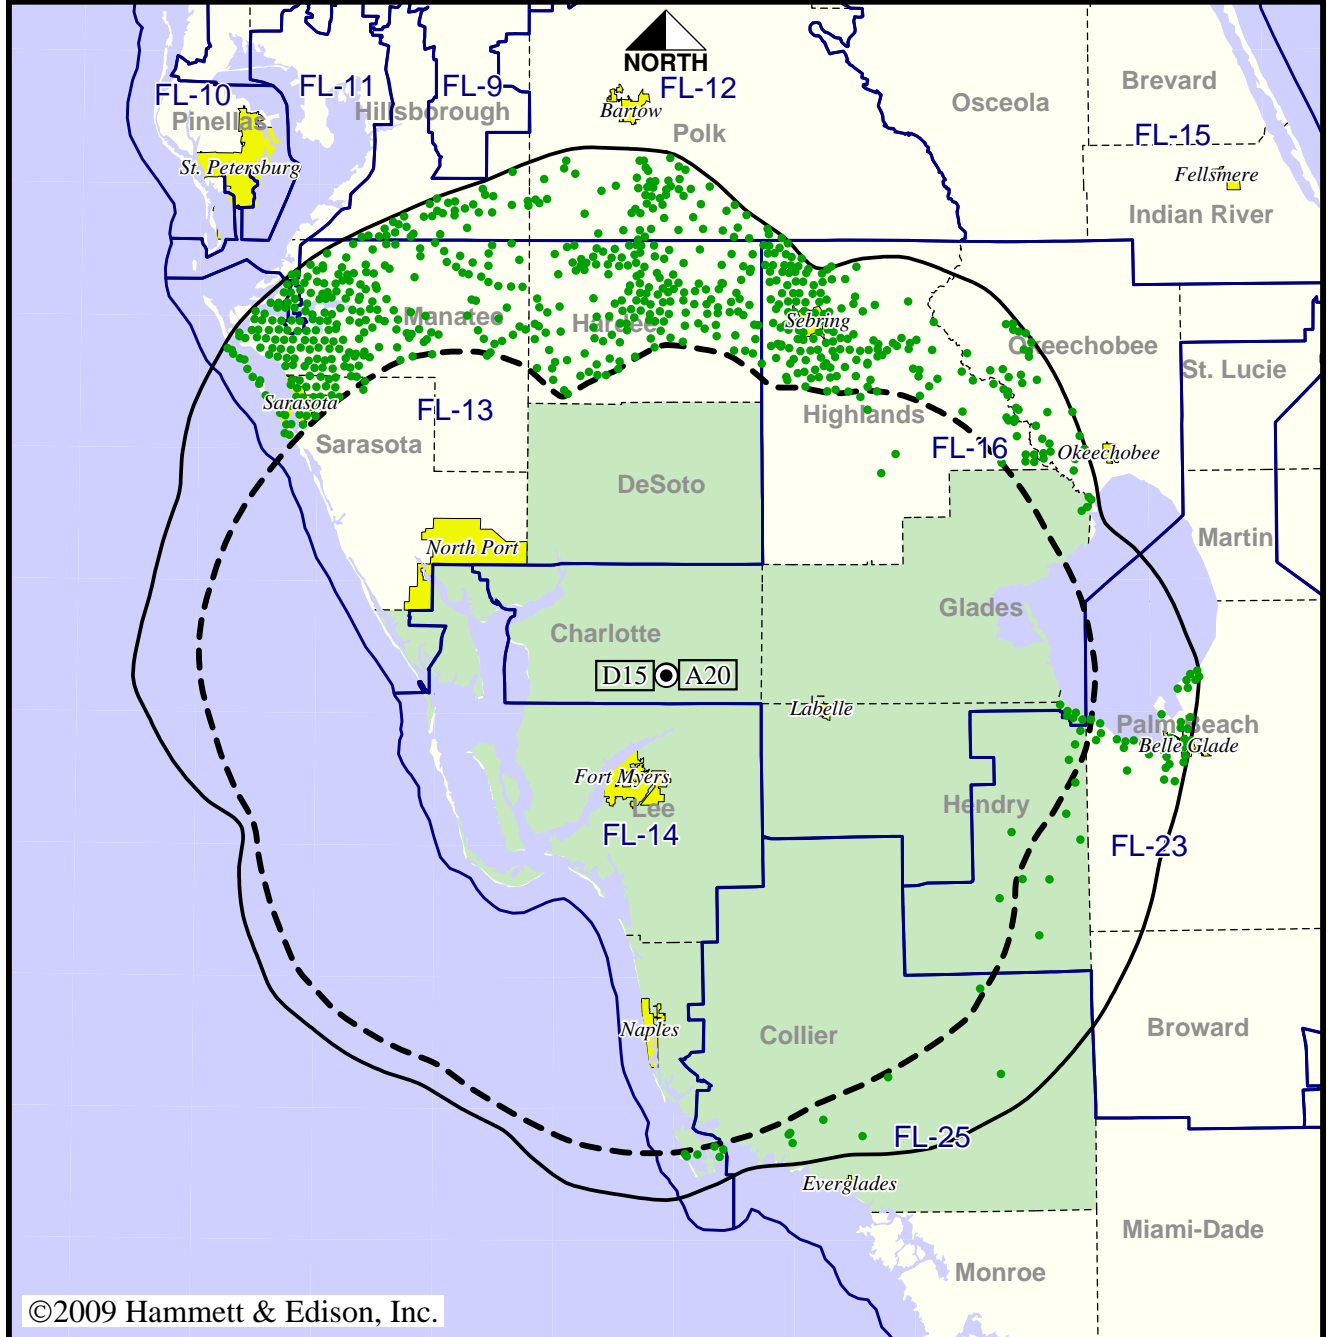 NORTH
FL-10
FL-11
FL-9
FL-12
Pinellas
Hillsborough
Bartow
Polk
Osceola
Brevard
FL-15
St. Petersburg
Fellsmere
Indian River
Manatee
Hardee
Sebring
Okeechobee
St. Lucie
Sarasota
FL-13
Highlands
Sarasota
FL-16
Okeechobee
DeSoto
Martin
North Port
Glades
Charlotte
D15
A20
Labelle
Palm Beach
Belle Glade
Fort Myers
Lee
Hendry
FL-14
FL-23
Naples
Collier
Broward
FL-25
Everglades
Miami-Dade
Monroe
©2009 Hammett & Edison, Inc.